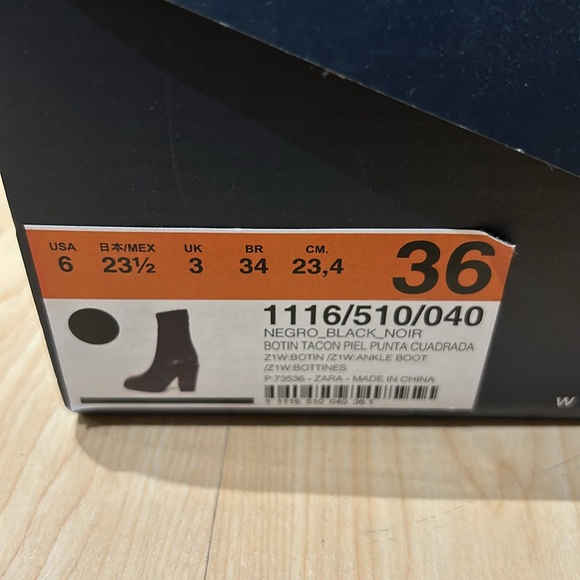 USA 日本/MEX UK BR CM. 36
6 23½ 3 34 23,4
1116/510/040
NEGRO_BLACK_NOIR
BOTIN TACON PIEL PUNTA CUADRADA
Z1W:BOTIN /Z1W:ANKLE BOOT
/Z1W:BOTTINES
P:73536 - ZARA - MADE IN CHINA
1 1116 510 040 36 1
W